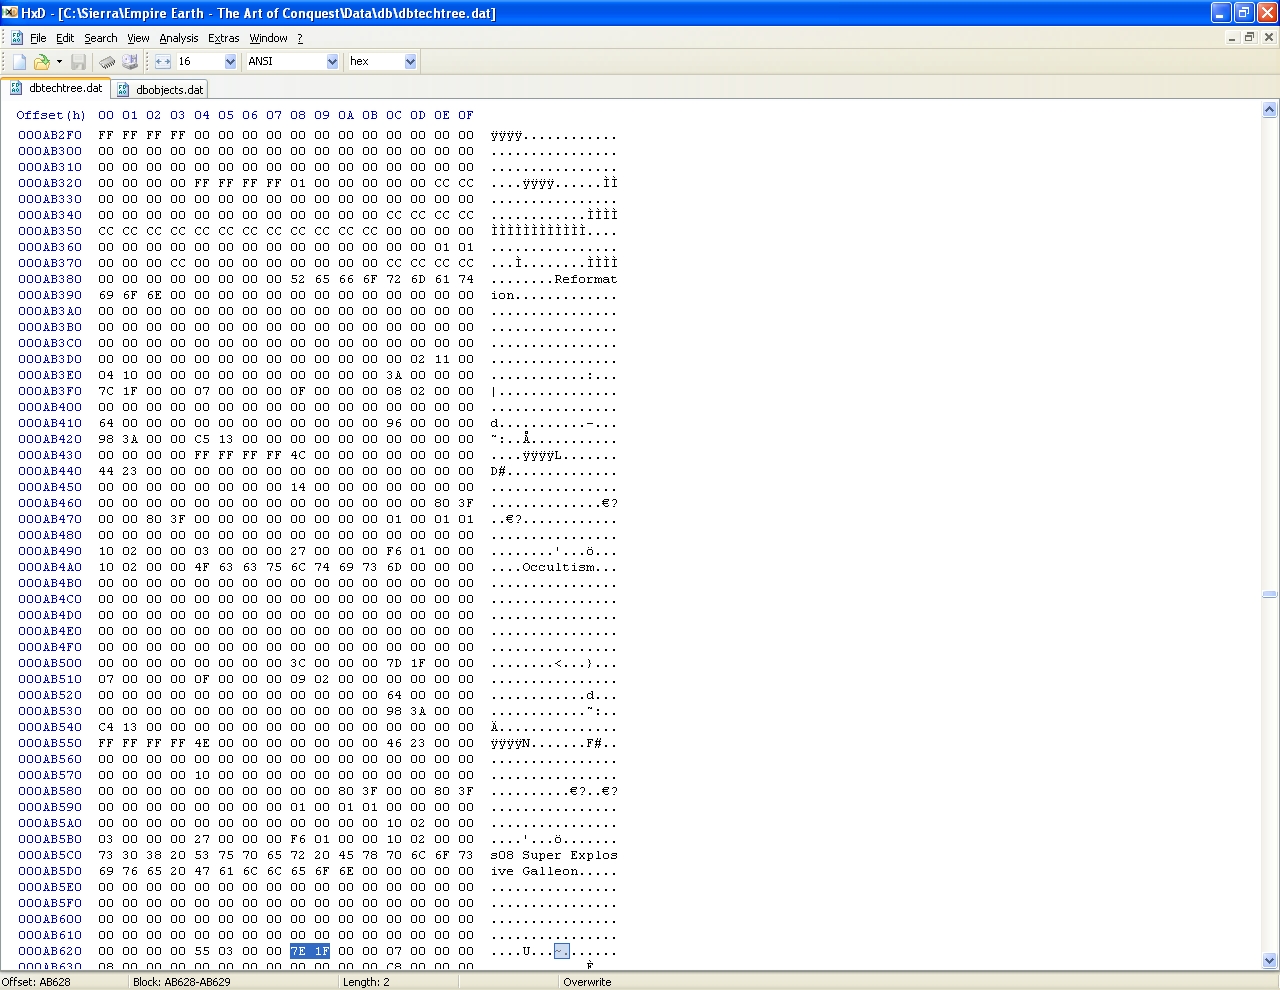 HxD - [C:\Sierra\Empire Earth - The Art of Conquest\Data\db\dbtechtree.dat]
File Edit Search View Analysis Extras Window ?
16 ANSI hex
dbtechtree.dat dbobjects.dat
Offset(h) 00 01 02 03 04 05 06 07 08 09 0A 0B 0C 0D 0E 0F
000AB2F0 FF FF FF FF 00 00 00 00 00 00 00 00 00 00 00 00 ÿÿÿÿ............
000AB300 00 00 00 00 00 00 00 00 00 00 00 00 00 00 00 00 ................
000AB310 00 00 00 00 00 00 00 00 00 00 00 00 00 00 00 00 ................
000AB320 00 00 00 00 FF FF FF FF 01 00 00 00 00 00 CC CC ....ÿÿÿÿ......ÌÌ
000AB330 00 00 00 00 00 00 00 00 00 00 00 00 00 00 00 00 ................
000AB340 00 00 00 00 00 00 00 00 00 00 00 00 CC CC CC CC ............ÌÌÌÌ
000AB350 CC CC CC CC CC CC CC CC CC CC CC CC 00 00 00 00 ÌÌÌÌÌÌÌÌÌÌÌÌ....
000AB360 00 00 00 00 00 00 00 00 00 00 00 00 00 00 01 01 ................
000AB370 00 00 00 CC 00 00 00 00 00 00 00 00 CC CC CC CC ...Ì........ÌÌÌÌ
000AB380 00 00 00 00 00 00 00 00 52 65 66 6F 72 6D 61 74 ........Reformat
000AB390 69 6F 6E 00 00 00 00 00 00 00 00 00 00 00 00 00 ion.............
000AB3A0 00 00 00 00 00 00 00 00 00 00 00 00 00 00 00 00 ................
000AB3B0 00 00 00 00 00 00 00 00 00 00 00 00 00 00 00 00 ................
000AB3C0 00 00 00 00 00 00 00 00 00 00 00 00 00 00 00 00 ................
000AB3D0 00 00 00 00 00 00 00 00 00 00 00 00 00 02 11 00 ................
000AB3E0 04 10 00 00 00 00 00 00 00 00 00 00 3A 00 00 00 ............:...
000AB3F0 7C 1F 00 00 07 00 00 00 0F 00 00 00 08 02 00 00 |...............
000AB400 00 00 00 00 00 00 00 00 00 00 00 00 00 00 00 00 ................
000AB410 64 00 00 00 00 00 00 00 00 00 00 00 96 00 00 00 d...........–...
000AB420 98 3A 00 00 C5 13 00 00 00 00 00 00 00 00 00 00 ˜:..Å...........
000AB430 00 00 00 00 FF FF FF FF 4C 00 00 00 00 00 00 00 ....ÿÿÿÿL.......
000AB440 44 23 00 00 00 00 00 00 00 00 00 00 00 00 00 00 D#..............
000AB450 00 00 00 00 00 00 00 00 14 00 00 00 00 00 00 00 ................
000AB460 00 00 00 00 00 00 00 00 00 00 00 00 00 00 80 3F ..............€?
000AB470 00 00 80 3F 00 00 00 00 00 00 00 00 01 00 01 01 ..€?............
000AB480 00 00 00 00 00 00 00 00 00 00 00 00 00 00 00 00 ................
000AB490 10 02 00 00 03 00 00 00 27 00 00 00 F6 01 00 00 ........'...ö...
000AB4A0 10 02 00 00 4F 63 63 75 6C 74 69 73 6D 00 00 00 ....Occultism...
000AB4B0 00 00 00 00 00 00 00 00 00 00 00 00 00 00 00 00 ................
000AB4C0 00 00 00 00 00 00 00 00 00 00 00 00 00 00 00 00 ................
000AB4D0 00 00 00 00 00 00 00 00 00 00 00 00 00 00 00 00 ................
000AB4E0 00 00 00 00 00 00 00 00 00 00 00 00 00 00 00 00 ................
000AB4F0 00 00 00 00 00 00 00 00 00 00 00 00 00 00 00 00 ................
000AB500 00 00 00 00 00 00 00 00 3C 00 00 00 7D 1F 00 00 ........<...}...
000AB510 07 00 00 00 0F 00 00 00 09 02 00 00 00 00 00 00 ................
000AB520 00 00 00 00 00 00 00 00 00 00 00 00 64 00 00 00 ............d...
000AB530 00 00 00 00 00 00 00 00 00 00 00 00 98 3A 00 00 ............˜:..
000AB540 C4 13 00 00 00 00 00 00 00 00 00 00 00 00 00 00 Ä...............
000AB550 FF FF FF FF 4E 00 00 00 00 00 00 00 46 23 00 00 ÿÿÿÿN.......F#..
000AB560 00 00 00 00 00 00 00 00 00 00 00 00 00 00 00 00 ................
000AB570 00 00 00 00 10 00 00 00 00 00 00 00 00 00 00 00 ................
000AB580 00 00 00 00 00 00 00 00 00 00 80 3F 00 00 80 3F ..........€?..€?
000AB590 00 00 00 00 00 00 00 00 01 00 01 01 00 00 00 00 ................
000AB5A0 00 00 00 00 00 00 00 00 00 00 00 00 10 02 00 00 ................
000AB5B0 03 00 00 00 27 00 00 00 F6 01 00 00 10 02 00 00 ....'...ö.......
000AB5C0 73 30 38 20 53 75 70 65 72 20 45 78 70 6C 6F 73 s08 Super Explos
000AB5D0 69 76 65 20 47 61 6C 6C 65 6F 6E 00 00 00 00 00 ive Galleon.....
000AB5E0 00 00 00 00 00 00 00 00 00 00 00 00 00 00 00 00 ................
000AB5F0 00 00 00 00 00 00 00 00 00 00 00 00 00 00 00 00 ................
000AB600 00 00 00 00 00 00 00 00 00 00 00 00 00 00 00 00 ................
000AB610 00 00 00 00 00 00 00 00 00 00 00 00 00 00 00 00 ................
000AB620 00 00 00 00 55 03 00 00 7E 1F 00 00 07 00 00 00 ....U...~.......
000AB630 08 00 00 00 00 00 00 00 00 00 00 00 C8 00 00 00 ............È...
Offset: AB628 Block: AB628-AB629 Length: 2 Overwrite